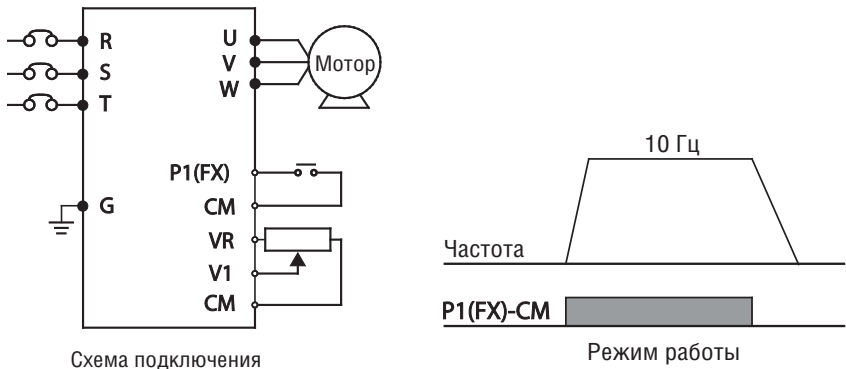 R
S
T
G
U
V
W
Мотор
P1(FX)
CM
VR
V1
CM
Схема подключения
10 Гц
Частота
P1(FX)-CM
Режим работы